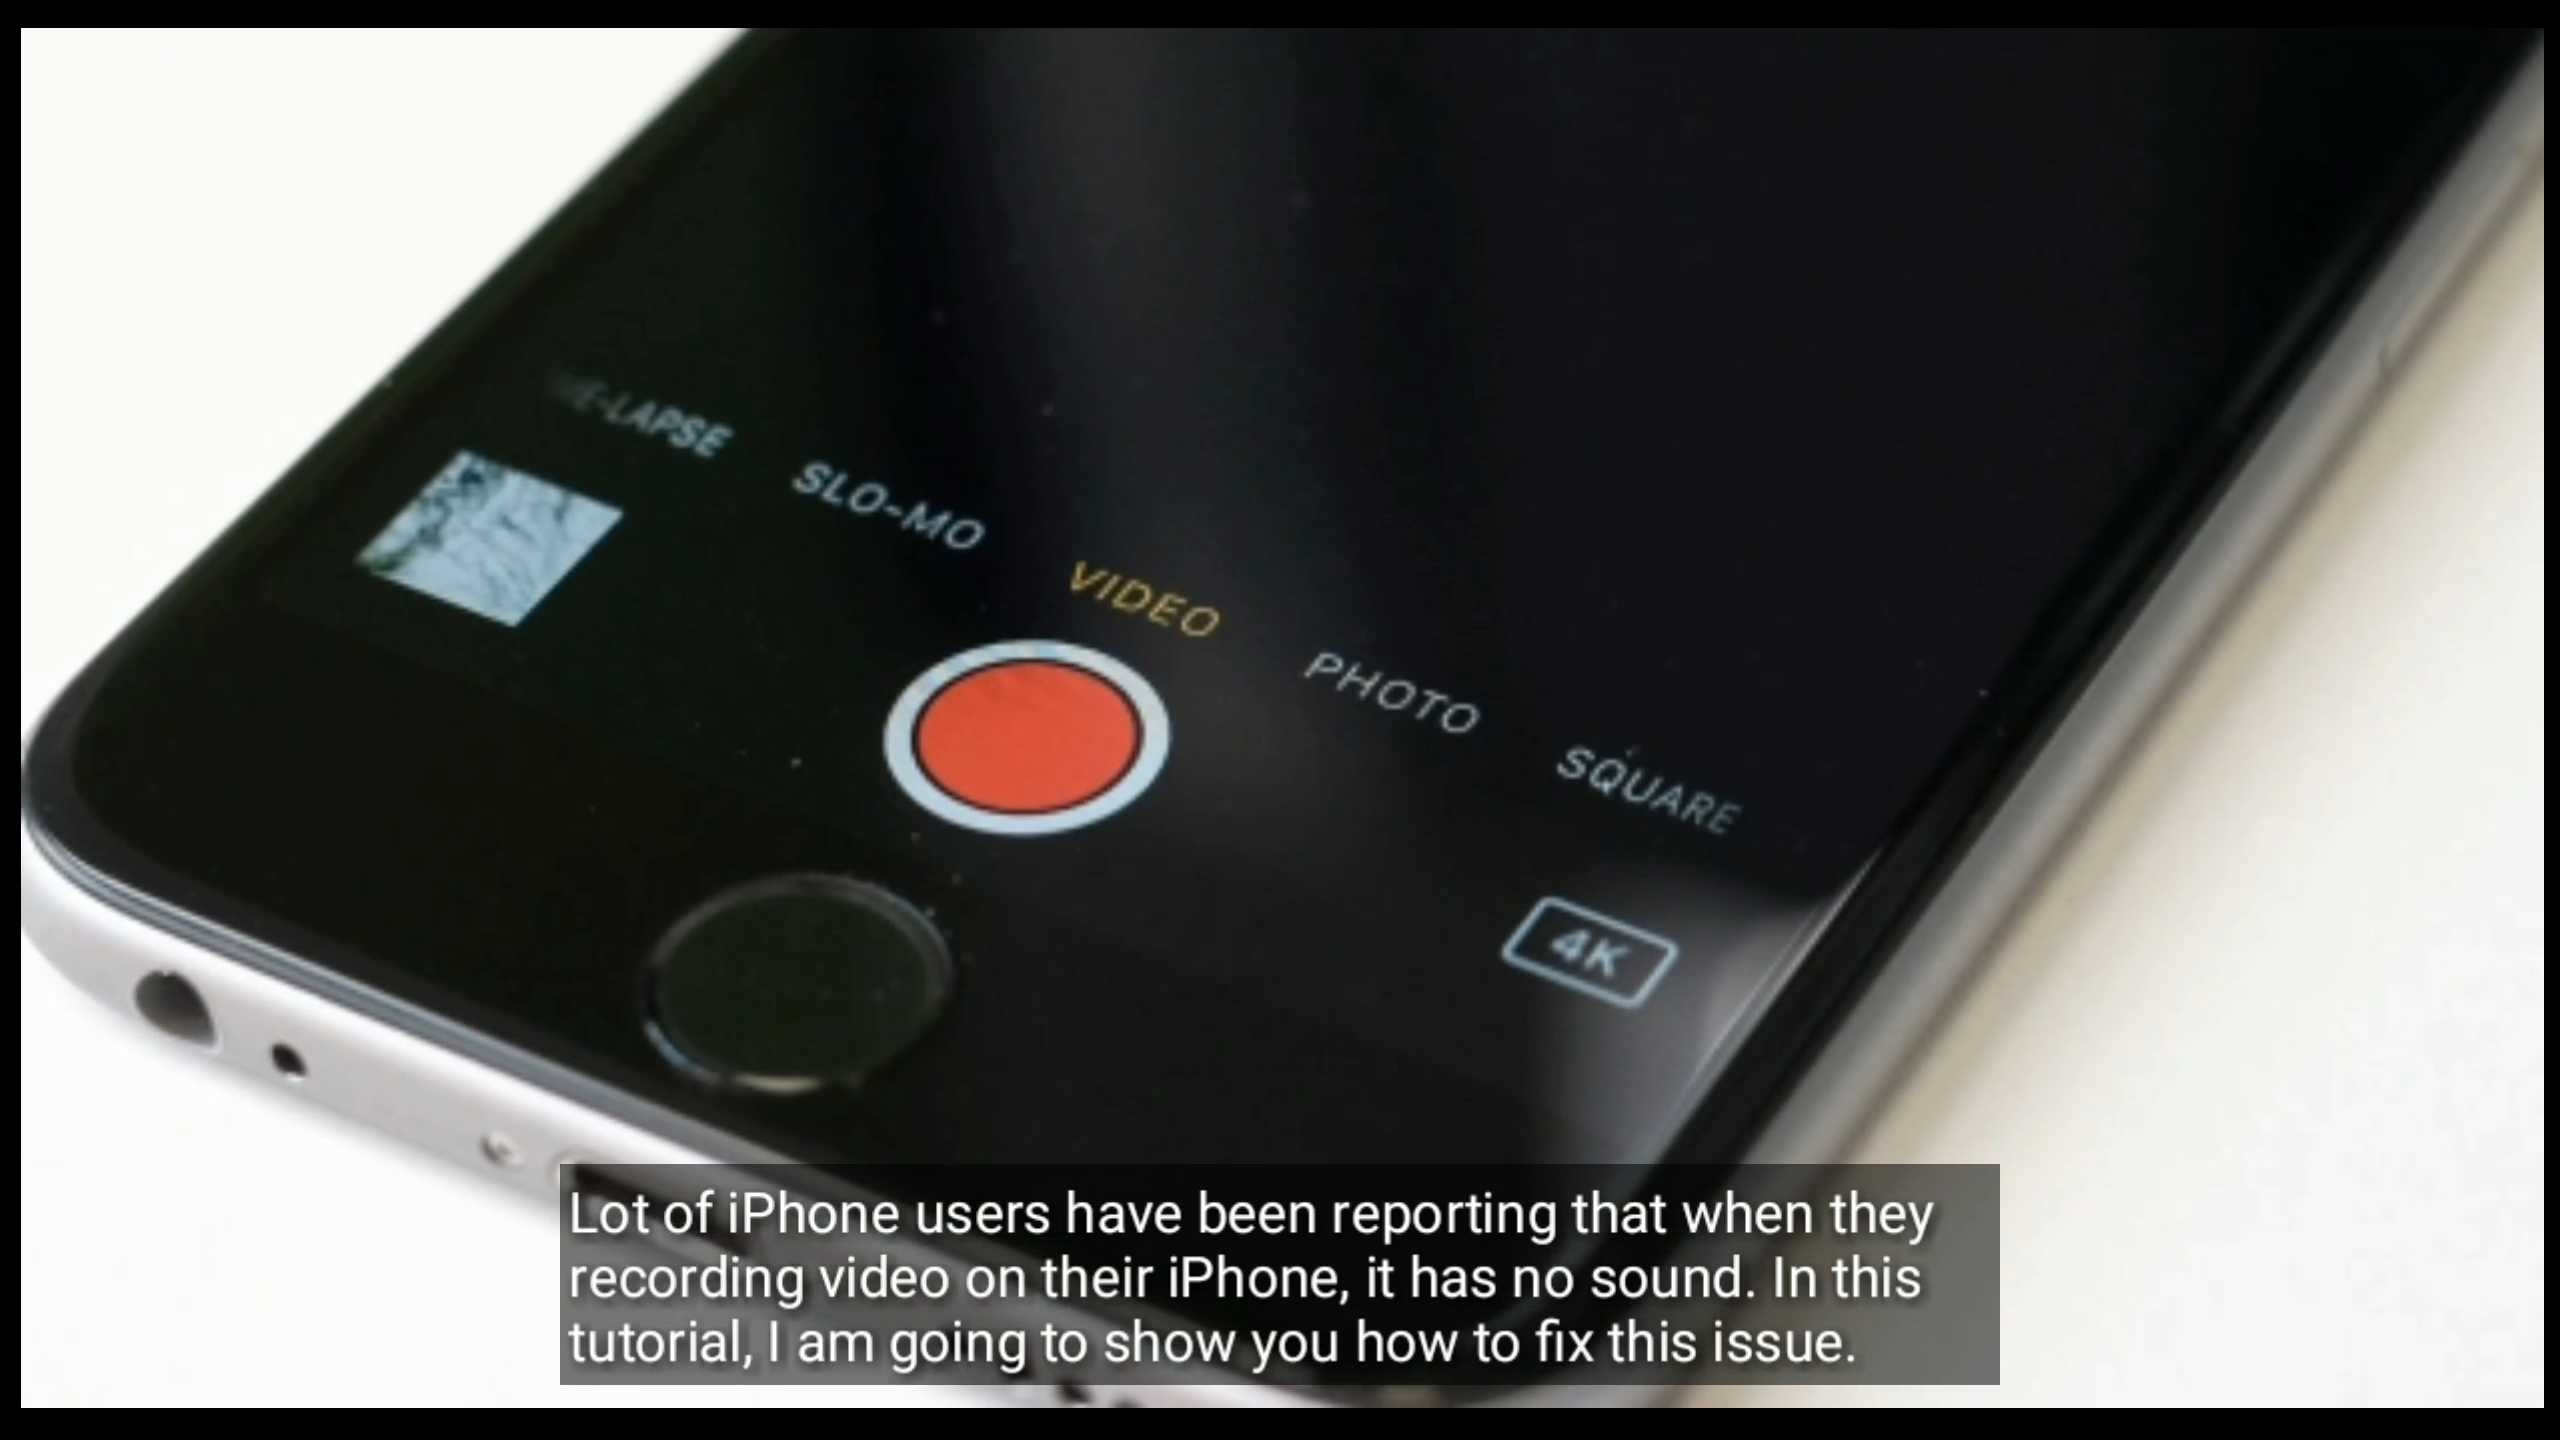 E-LAPSE
SLO-MO
VIDEO
PHOTO
SQUARE
4K
Lot of iPhone users have been reporting that when they
recording video on their iPhone, it has no sound. In this
tutorial, I am going to show you how to fix this issue.